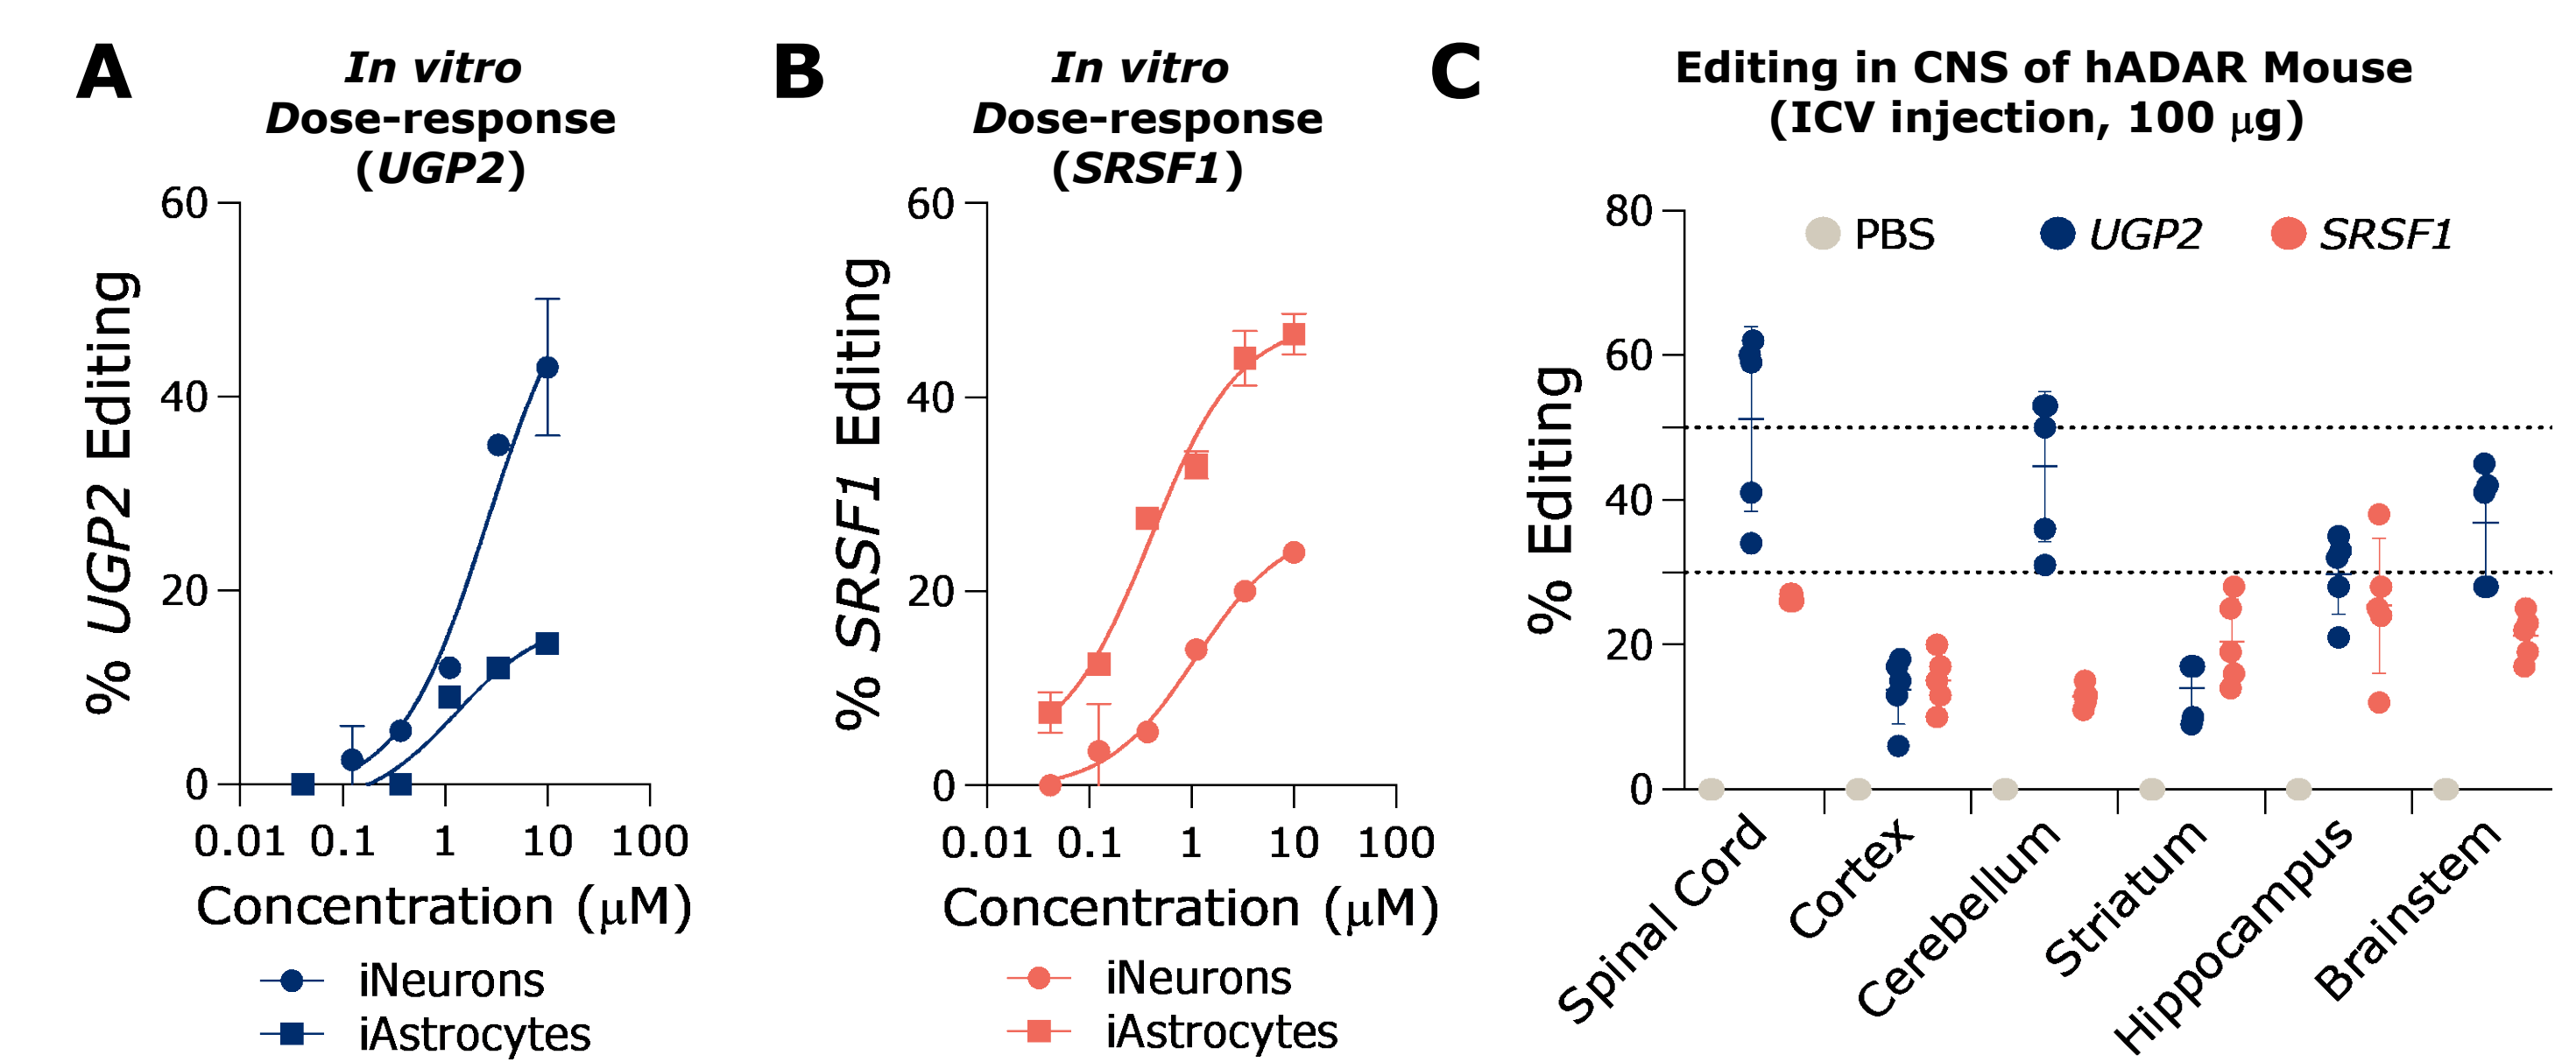 A
In vitro
Dose-response
(UGP2)
% UGP2 Editing
60
40
20
0
0.01 0.1 1 10 100
Concentration (μM)
iNeurons
iAstrocytes
B
In vitro
Dose-response
(SRSF1)
% SRSF1 Editing
60
40
20
0
0.01 0.1 1 10 100
Concentration (μM)
iNeurons
iAstrocytes
C
Editing in CNS of hADAR Mouse
(ICV injection, 100 μg)
PBS UGP2 SRSF1
% Editing
80
60
40
20
0
Spinal Cord
Cortex
Cerebellum
Striatum
Hippocampus
Brainstem